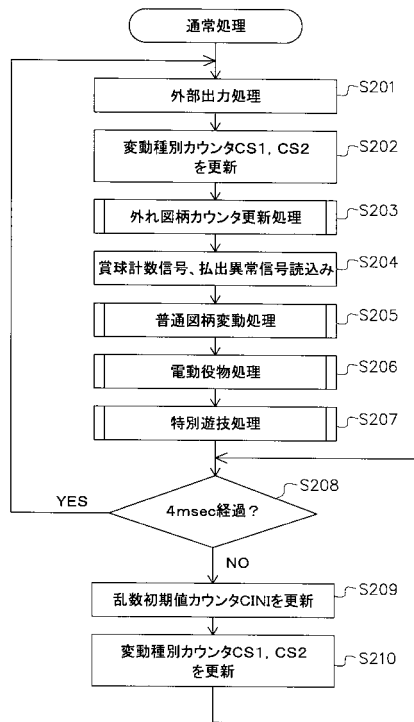 通常処理
外部出力処理
S201
変動種別カウンタCS1, CS2
を更新
S202
外れ図柄カウンタ更新処理
S203
賞球計数信号、払出異常信号読込み
S204
普通図柄変動処理
S205
電動役物処理
S206
特別遊技処理
S207
4msec経過？
S208
YES
NO
乱数初期値カウンタCINIを更新
S209
変動種別カウンタCS1, CS2
を更新
S210